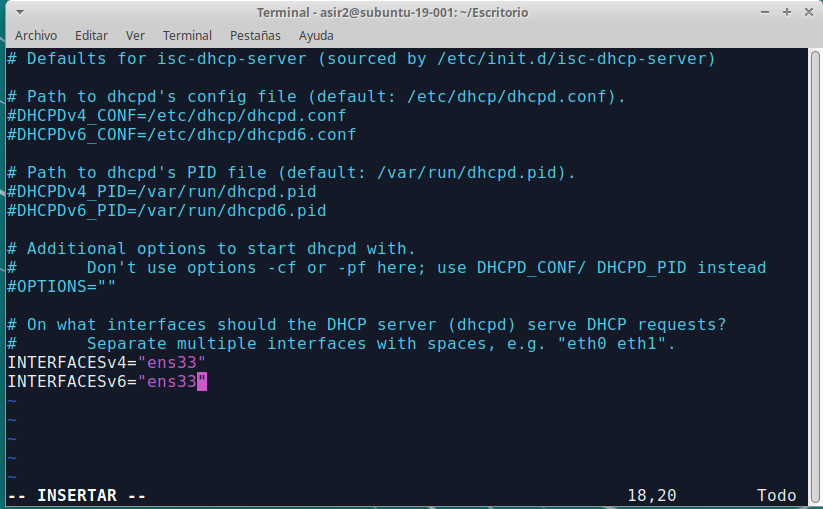 Terminal - asir2@subuntu-19-001: ~/Escritorio
Archivo Editar Ver Terminal Pestañas Ayuda
# Defaults for isc-dhcp-server (sourced by /etc/init.d/isc-dhcp-server)
# Path to dhcpd's config file (default: /etc/dhcp/dhcpd.conf).
#DHCPDv4_CONF=/etc/dhcp/dhcpd.conf
#DHCPDv6_CONF=/etc/dhcp/dhcpd6.conf
# Path to dhcpd's PID file (default: /var/run/dhcpd.pid).
#DHCPDv4_PID=/var/run/dhcpd.pid
#DHCPDv6_PID=/var/run/dhcpd6.pid
# Additional options to start dhcpd with.
#       Don't use options -cf or -pf here; use DHCPD_CONF/ DHCPD_PID instead
#OPTIONS=""
# On what interfaces should the DHCP server (dhcpd) serve DHCP requests?
#       Separate multiple interfaces with spaces, e.g. "eth0 eth1".
INTERFACESv4="ens33"
INTERFACESv6="ens33"
~
~
~
~
~
-- INSERTAR -- 18,20 Todo